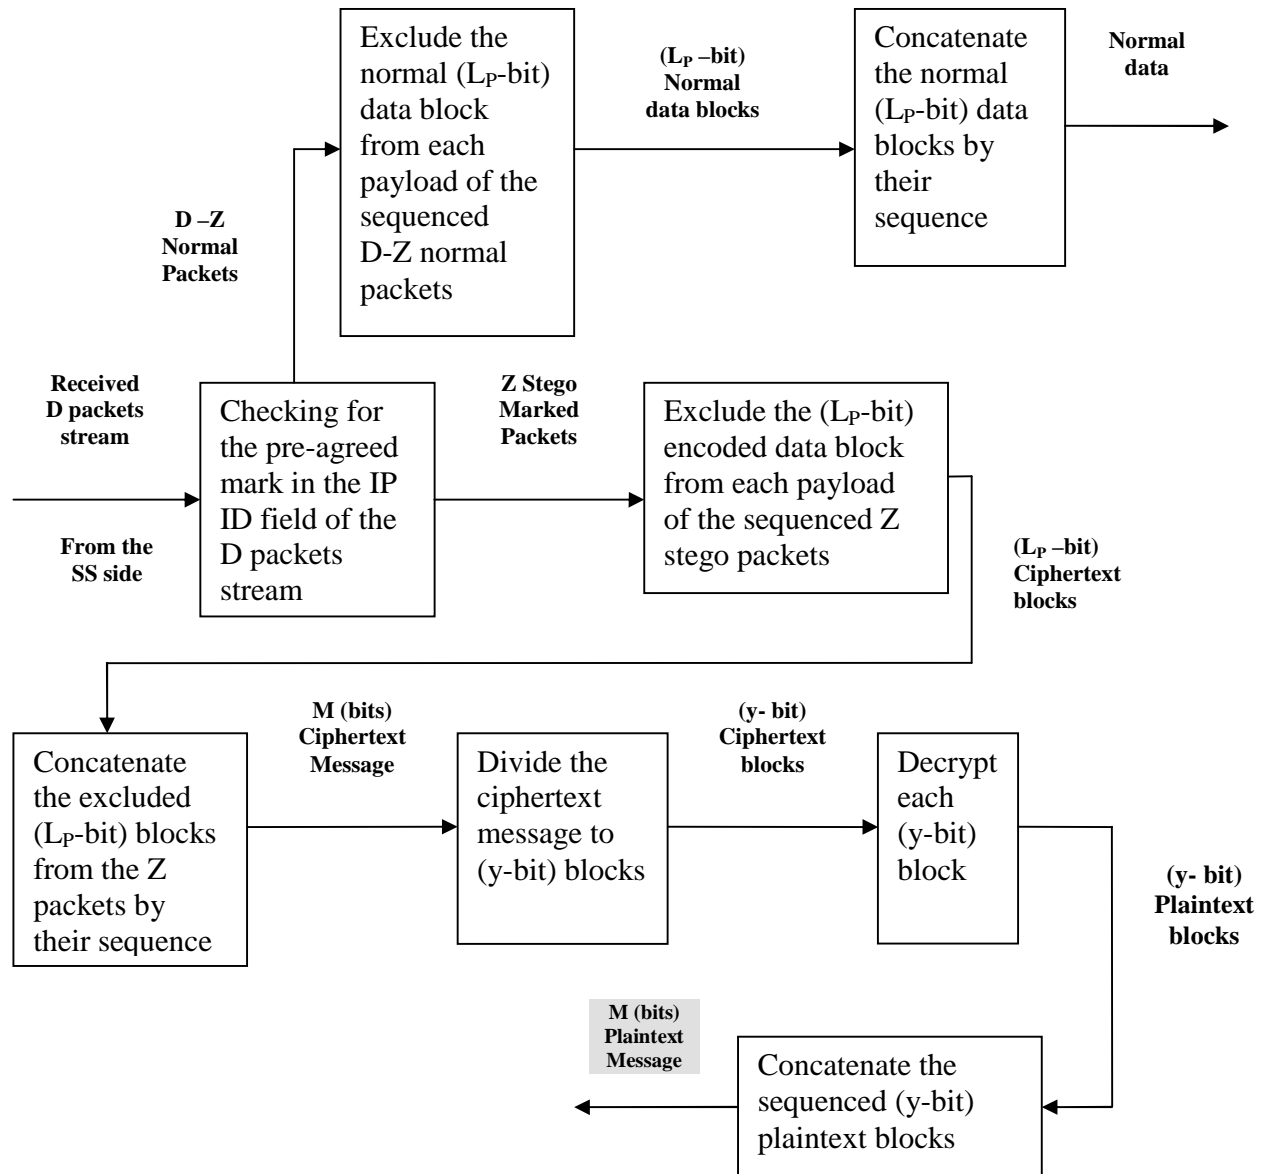 Exclude the
normal (LP-bit)
data block
from each
payload of the
sequenced
D-Z normal
packets
(LP –bit)
Normal
data blocks
Concatenate
the normal
(LP-bit) data
blocks by
their
sequence
Normal
data
D –Z
Normal
Packets
Received
D packets
stream
From the
SS side
Checking for
the pre-agreed
mark in the IP
ID field of the
D packets
stream
Z Stego
Marked
Packets
Exclude the (LP-bit)
encoded data block
from each payload
of the sequenced Z
stego packets
(LP –bit)
Ciphertext
blocks
Concatenate
the excluded
(LP-bit) blocks
from the Z
packets by
their sequence
M (bits)
Ciphertext
Message
Divide the
ciphertext
message to
(y-bit) blocks
(y- bit)
Ciphertext
blocks
Decrypt
each
(y-bit)
block
(y- bit)
Plaintext
blocks
M (bits)
Plaintext
Message
Concatenate the
sequenced (y-bit)
plaintext blocks